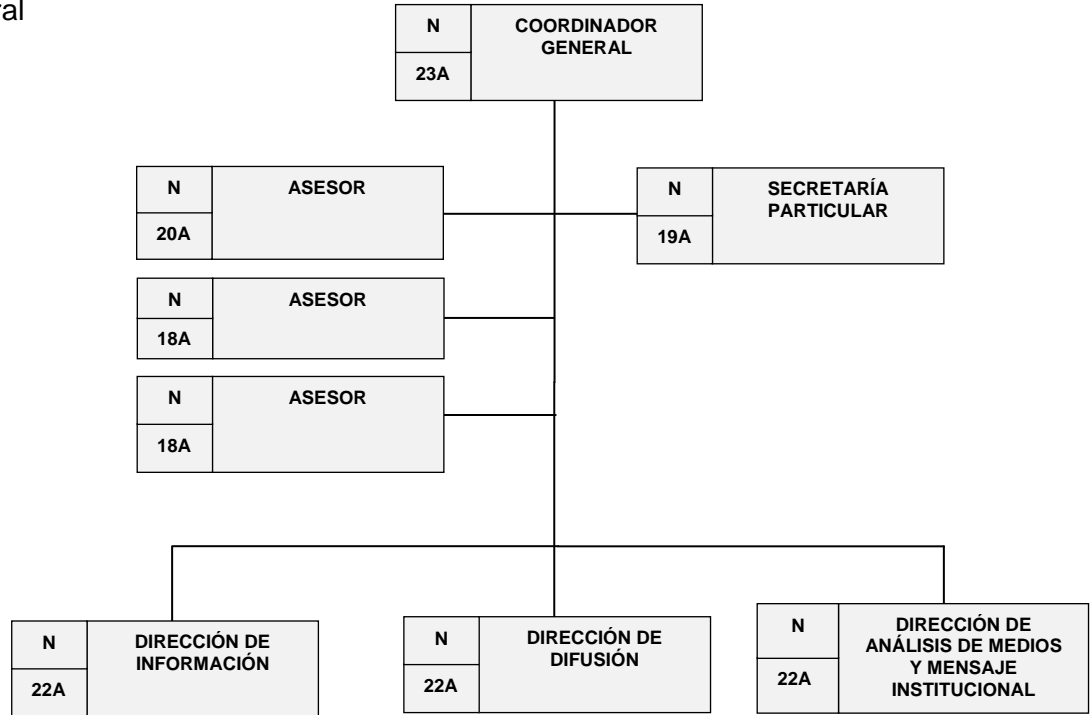 ral
N
COORDINADOR
GENERAL
23A
N
ASESOR
20A
N
SECRETARÍA
PARTICULAR
19A
N
ASESOR
18A
N
ASESOR
18A
N
DIRECCIÓN DE
INFORMACIÓN
22A
N
DIRECCIÓN DE
DIFUSIÓN
22A
N
DIRECCIÓN DE
ANÁLISIS DE MEDIOS
Y MENSAJE
INSTITUCIONAL
22A